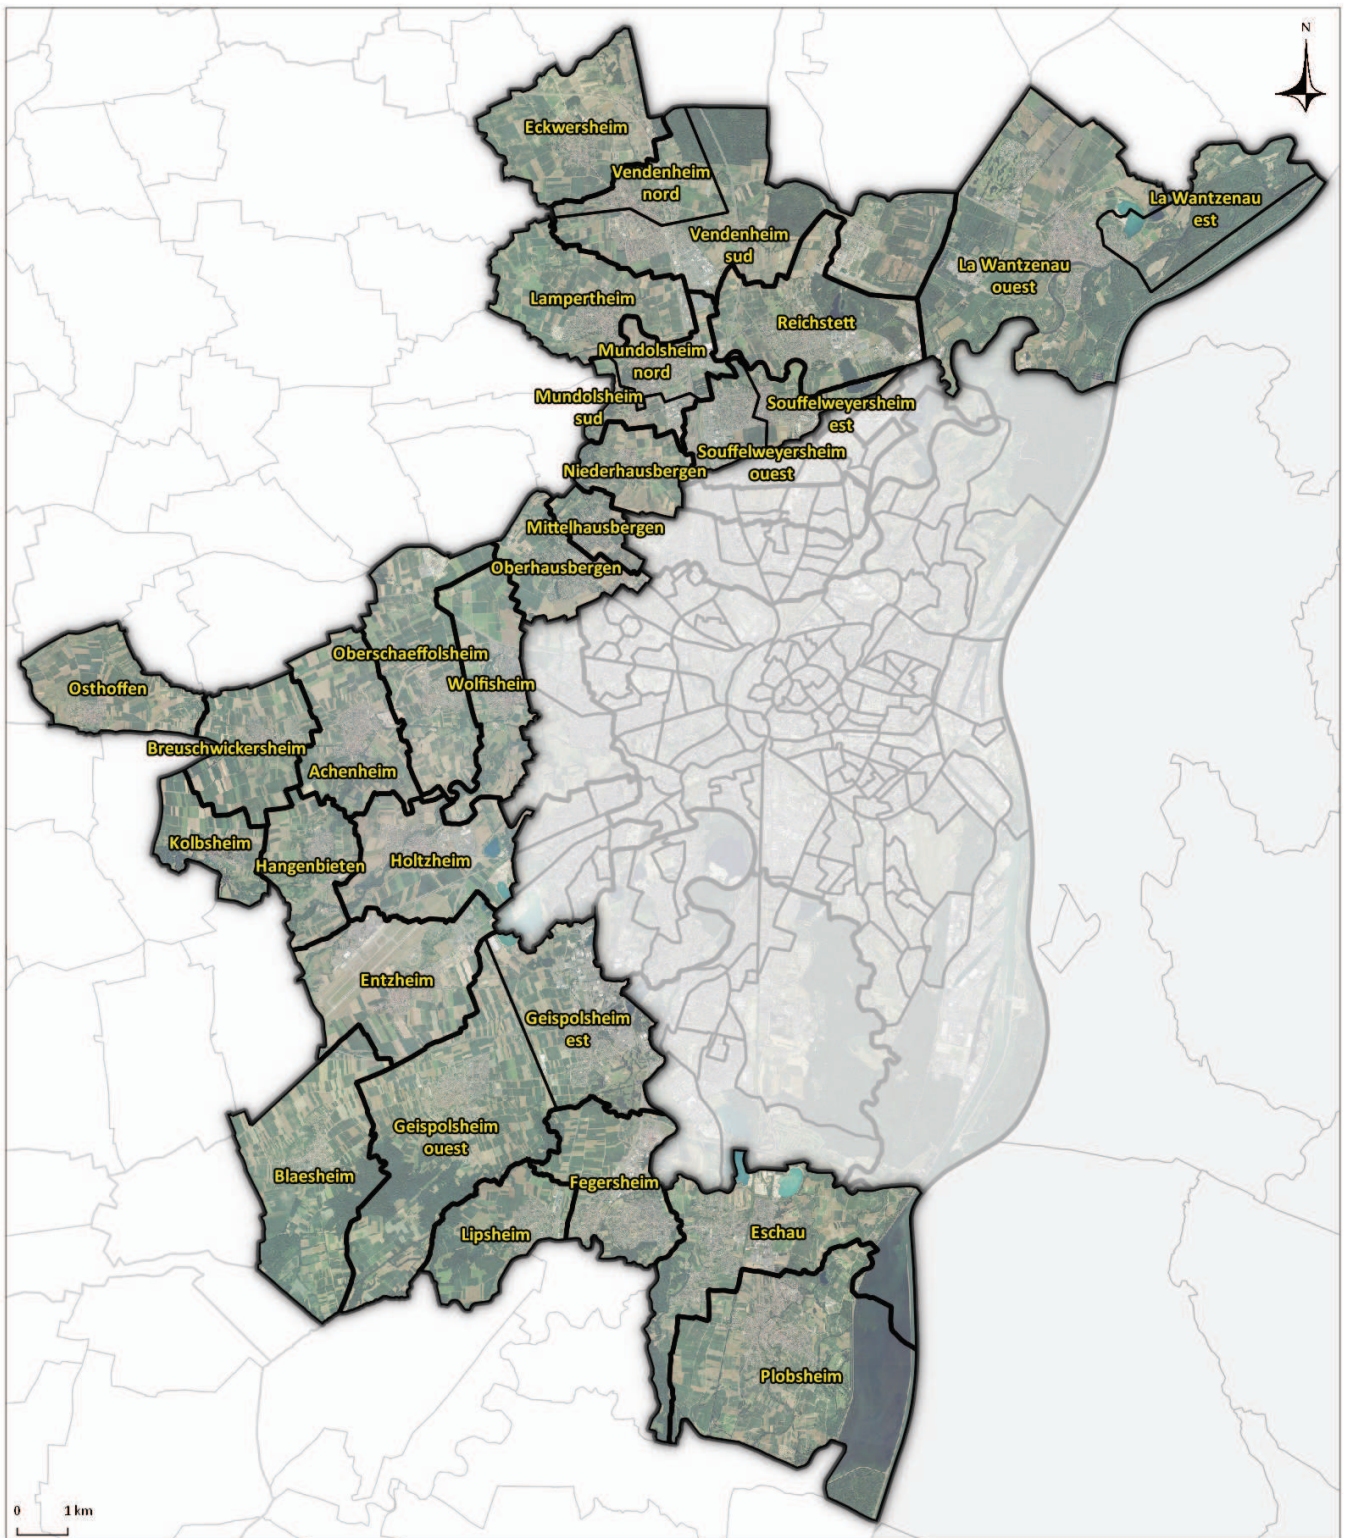 N
Eckwersheim
Vendenheim
nord
La Wantzenau
est
Vendenheim
sud
La Wantzenau
ouest
Lampertheim
Reichstett
Mundolsheim
nord
Mundolsheim
sud
Souffelweyersheim
est
Souffelweyersheim
ouest
Niederhausbergen
Mittelhausbergen
Oberhausbergen
Oberschaeffolsheim
Wolfisheim
Osthoffen
Breuschwickersheim
Achenheim
Kolbsheim
Hangenbieten
Holtzheim
Entzheim
Geispolsheim
est
Geispolsheim
ouest
Blaesheim
Fegersheim
Lipsheim
Eschau
Plobsheim
0 1 km